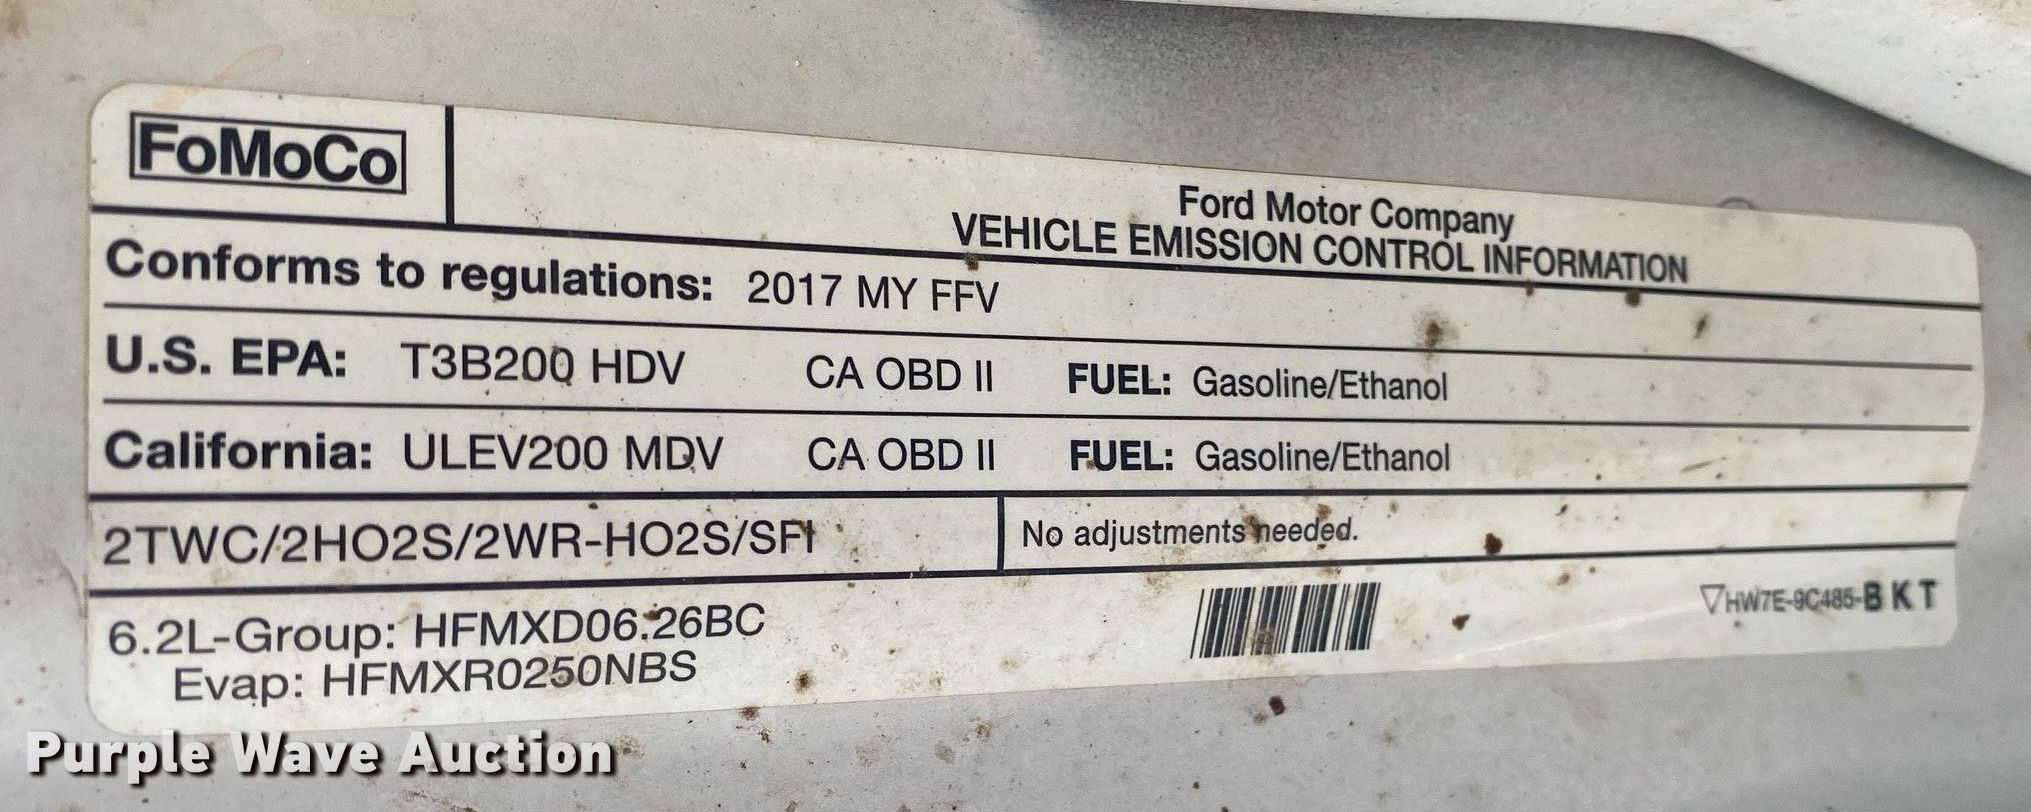 FoMoCo
Ford Motor Company
VEHICLE EMISSION CONTROL INFORMATION
Conforms to regulations: 2017 MY FFV
U.S. EPA: T3B200 HDV CA OBD II FUEL: Gasoline/Ethanol
California: ULEV200 MDV CA OBD II FUEL: Gasoline/Ethanol
2TWC/2HO2S/2WR-HO2S/SFI No adjustments needed.
6.2L-Group: HFMXD06.26BC
Evap: HFMXR0250NBS
HW7E-9C485-BKT
Purple Wave Auction